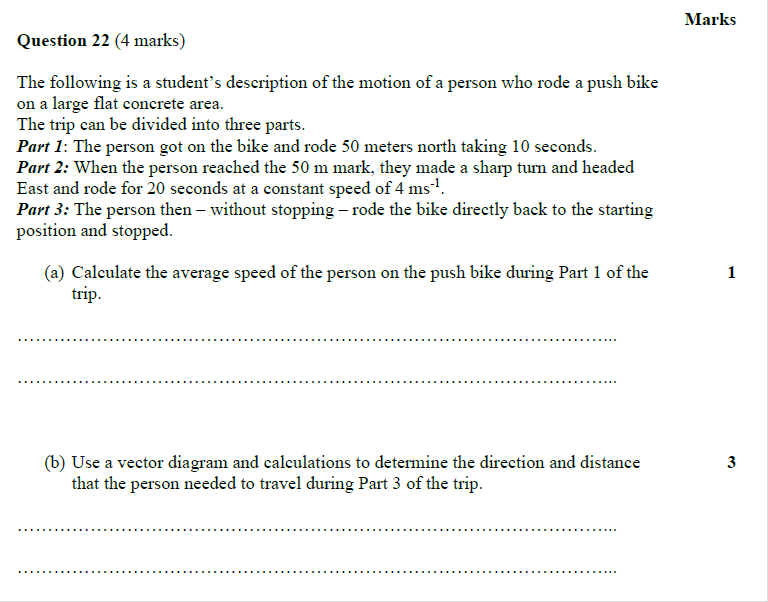 Marks
Question 22 (4 marks)
The following is a student’s description of the motion of a person who rode a push bike
on a large flat concrete area.
The trip can be divided into three parts.
Part 1: The person got on the bike and rode 50 meters north taking 10 seconds.
Part 2: When the person reached the 50 m mark, they made a sharp turn and headed
East and rode for 20 seconds at a constant speed of 4 ms⁻¹.
Part 3: The person then – without stopping – rode the bike directly back to the starting
position and stopped.
(a) Calculate the average speed of the person on the push bike during Part 1 of the 1
trip.
(b) Use a vector diagram and calculations to determine the direction and distance 3
that the person needed to travel during Part 3 of the trip.